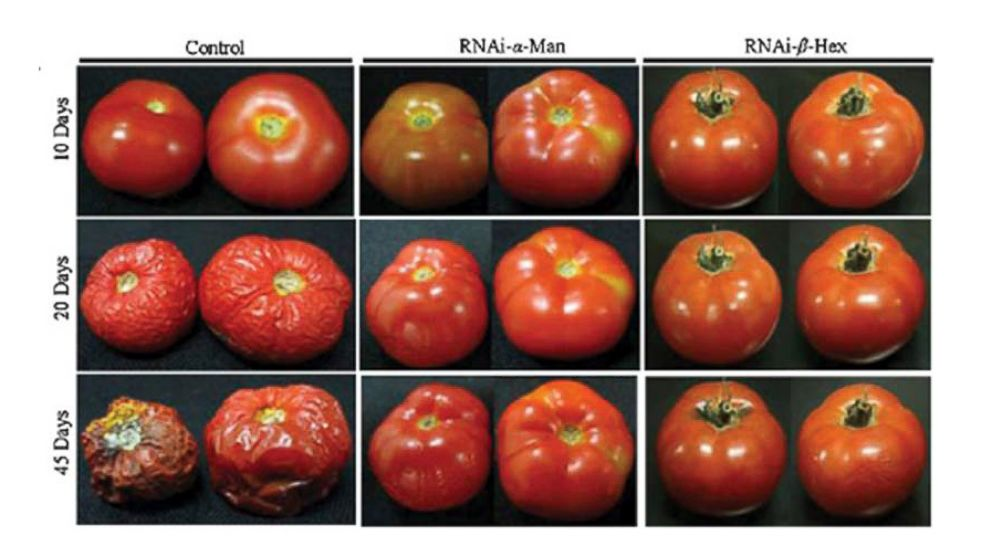 Control
RNAi-α-Man
RNAi-β-Hex
10 Days
20 Days
45 Days